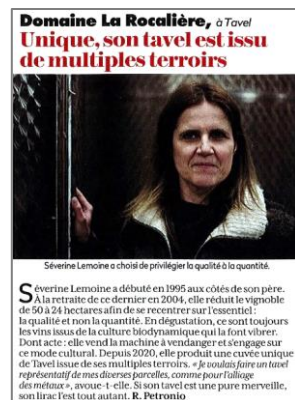 Domaine La Rocalière, à Tavel
Unique, son tavel est issu
de multiples terroirs
Séverine Lemoine a choisi de privilégier la qualité à la quantité.
Séverine Lemoine a débuté en 1995 aux côtés de son père.
À la retraite de ce dernier en 2004, elle réduit le vignoble
de 50 à 24 hectares afin de se recentrer sur l'essentiel :
la qualité et non la quantité. En dégustation, ce sont toujours
les vins issus de la culture biodynamique qui la font vibrer.
Dont acte : elle vend la machine à vendanger et s'engage sur
ce mode cultural. Depuis 2020, elle produit une cuvée unique
de Tavel issue de ses multiples terroirs. « Je voulais faire un tavel
représentatif de mes diverses parcelles, comme pour l'alliage
des métaux », avoue-t-elle. Si son tavel est une pure merveille,
son lirac l'est tout autant. R. Petronio